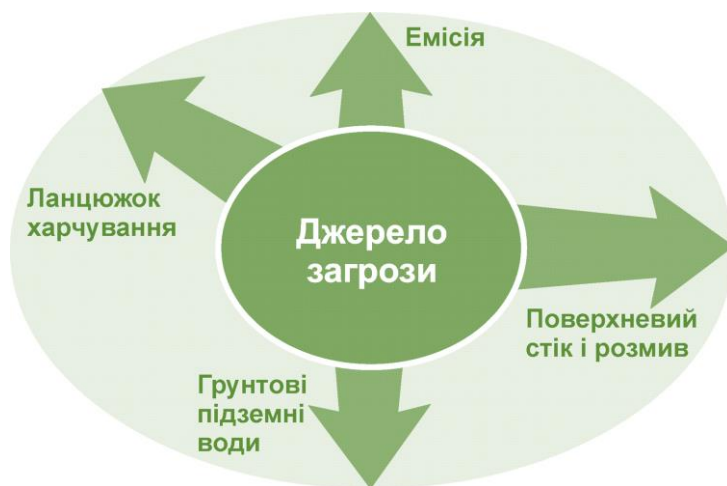 Емісія
Ланцюжок
харчування
Джерело
загрози
Поверхневий
стік і розмив
Грунтові
підземні
води